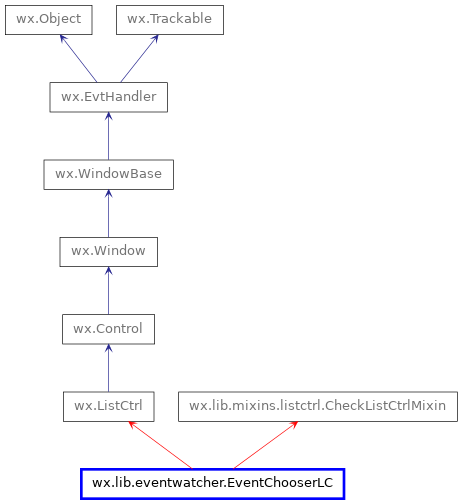 wx.Object
wx.Trackable
wx.EvtHandler
wx.WindowBase
wx.Window
wx.Control
wx.ListCtrl
wx.lib.mixins.listctrl.CheckListCtrlMixin
wx.lib.eventwatcher.EventChooserLC